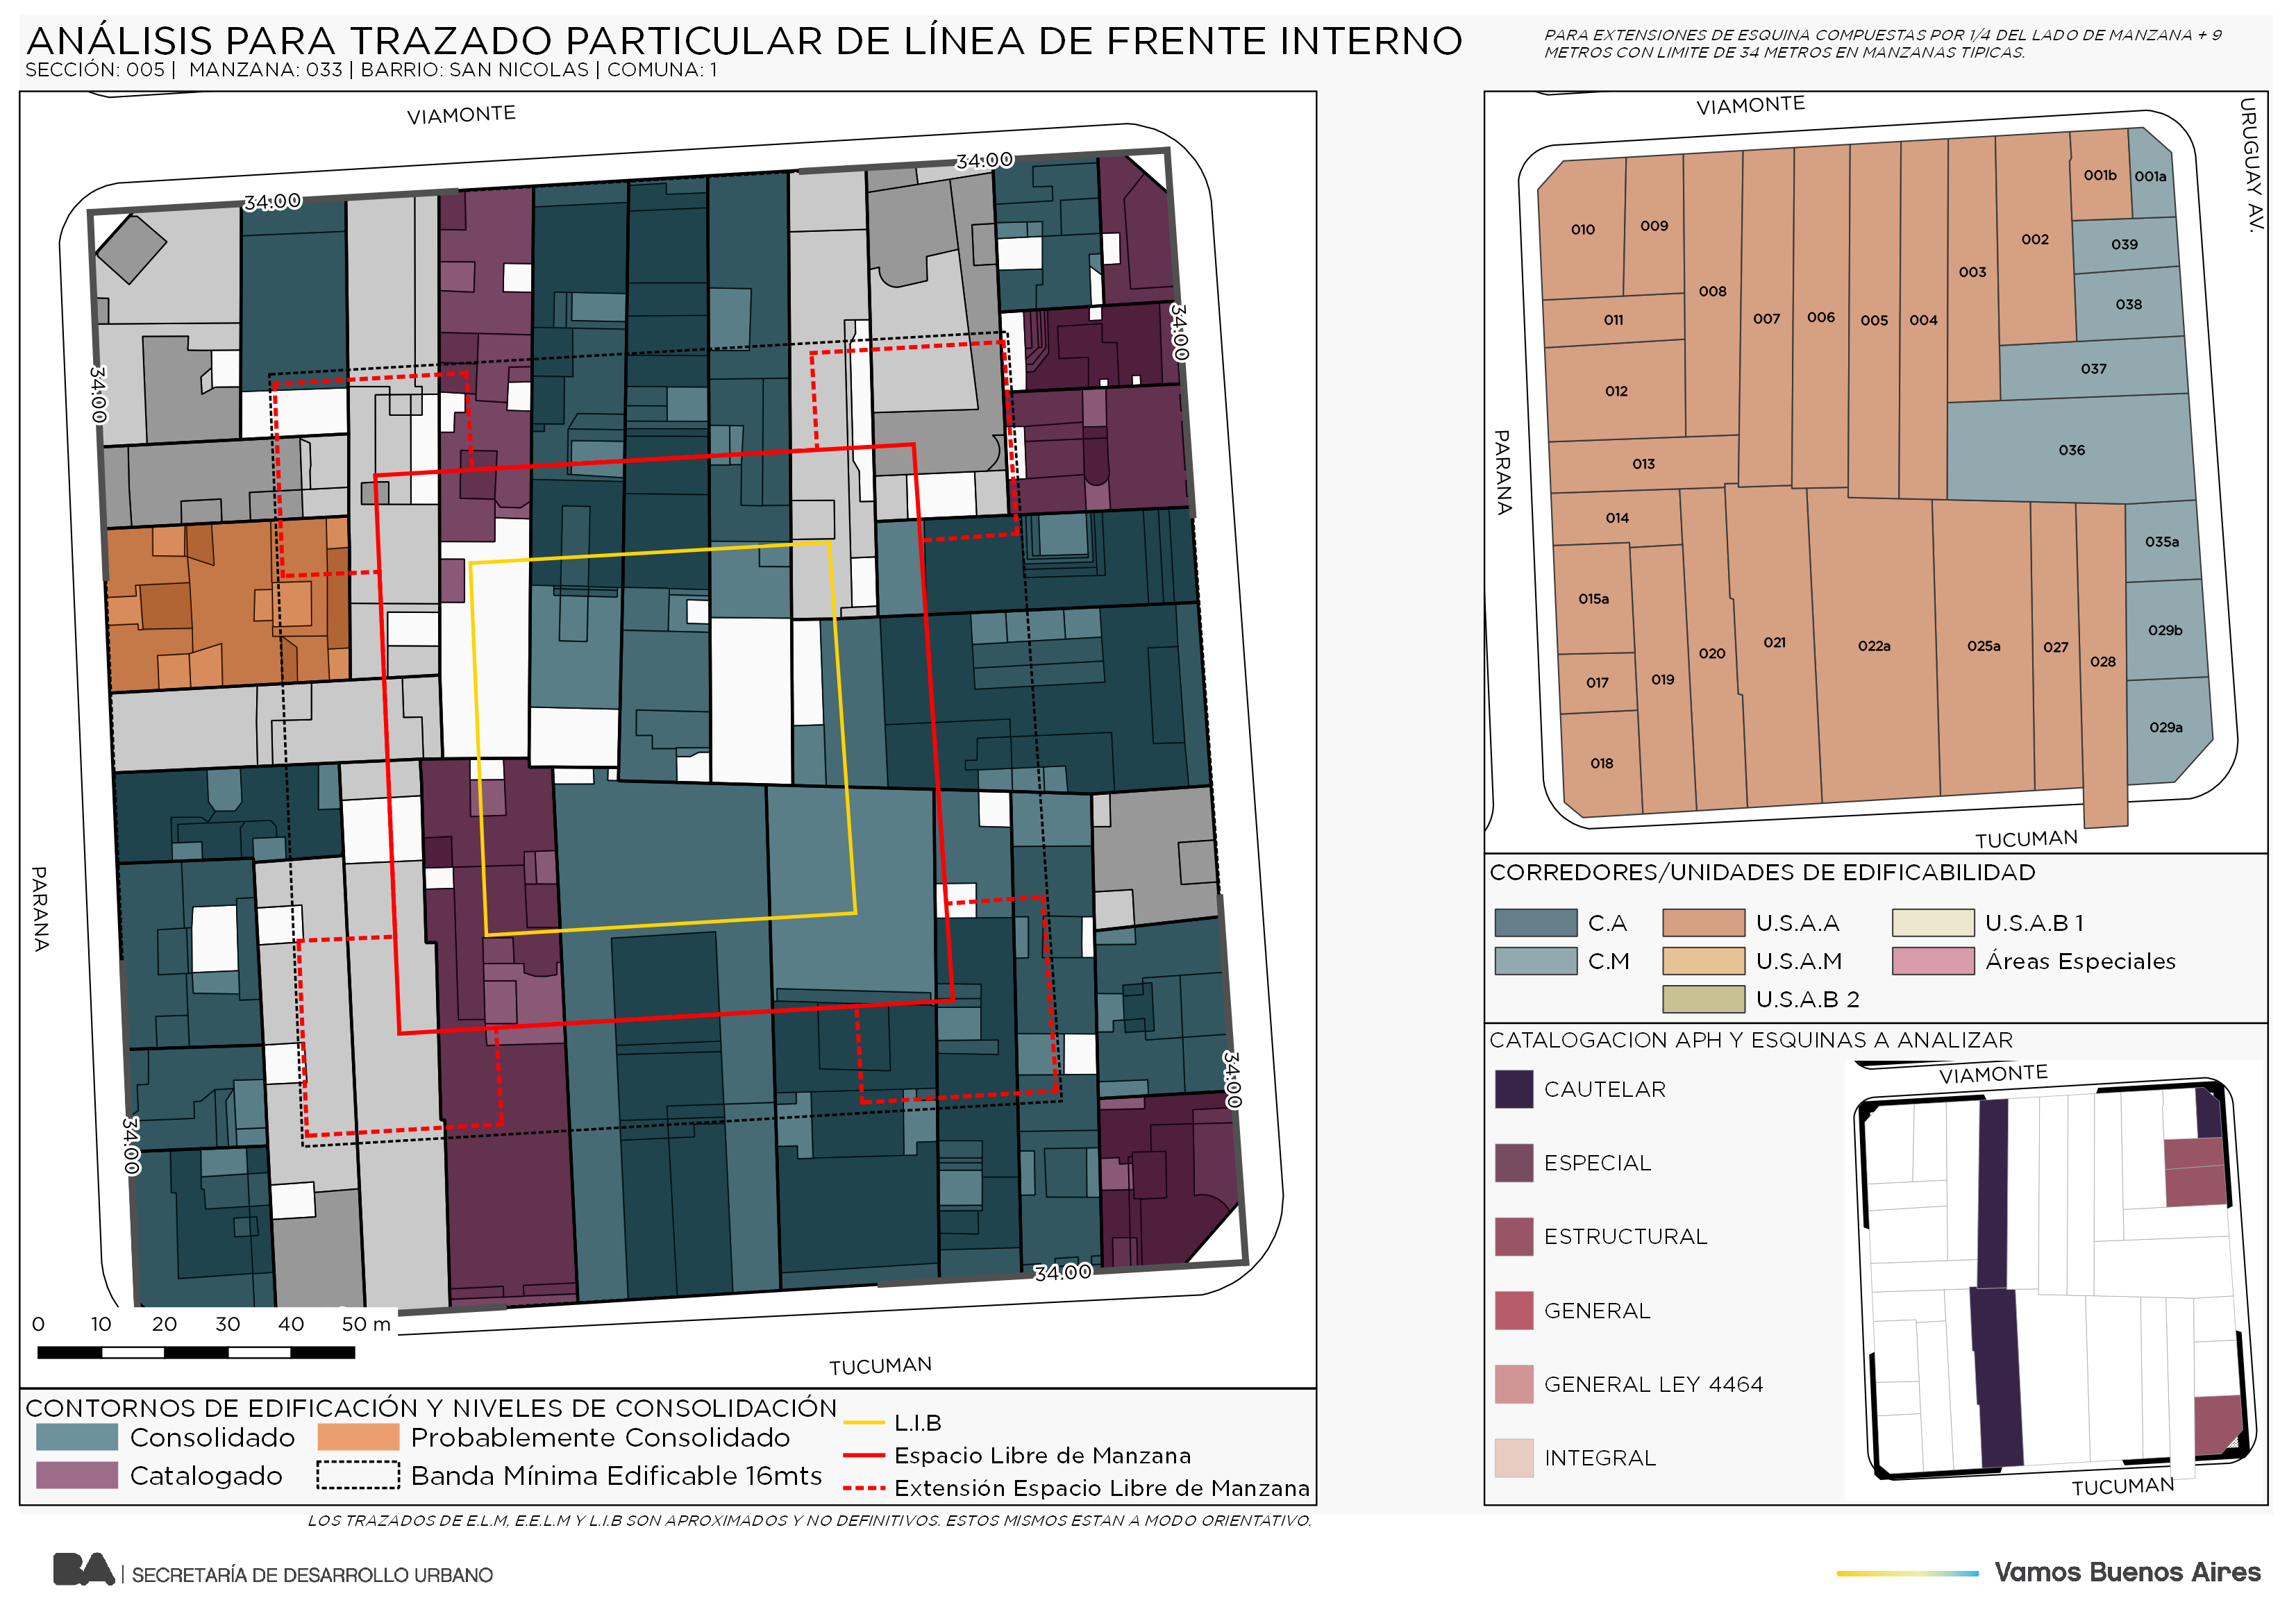 ANÁLISIS PARA TRAZADO PARTICULAR DE LÍNEA DE FRENTE INTERNO
SECCIÓN: 005 | MANZANA: 033 | BARRIO: SAN NICOLAS | COMUNA: 1
PARA EXTENSIONES DE ESQUINA COMPUESTAS POR 1/4 DEL LADO DE MANZANA + 9
METROS CON LIMITE DE 34 METROS EN MANZANAS TIPICAS.
VIAMONTE
34.00
34.00
34.00
34.00
PARANA
34.00
34.00
34.00
0 10 20 30 40 50 m
TUCUMAN
CONTORNOS DE EDIFICACIÓN Y NIVELES DE CONSOLIDACIÓN
Consolidado
Probablemente Consolidado
Catalogado
Banda Mínima Edificable 16mts
L.I.B
Espacio Libre de Manzana
Extensión Espacio Libre de Manzana
LOS TRAZADOS DE E.L.M, E.E.L.M Y L.I.B SON APROXIMADOS Y NO DEFINITIVOS. ESTOS MISMOS ESTAN A MODO ORIENTATIVO.
VIAMONTE
URUGUAY AV.
PARANA
001b
001a
010
009
002
039
003
008
038
011
007
006
005
004
037
012
036
013
014
035a
015a
029b
020
021
022a
025a
027
028
017
019
029a
018
TUCUMAN
CORREDORES/UNIDADES DE EDIFICABILIDAD
C.A
U.S.A.A
U.S.A.B 1
C.M
U.S.A.M
Áreas Especiales
U.S.A.B 2
CATALOGACION APH Y ESQUINAS A ANALIZAR
CAUTELAR
ESPECIAL
ESTRUCTURAL
GENERAL
GENERAL LEY 4464
INTEGRAL
VIAMONTE
TUCUMAN
BA | SECRETARÍA DE DESARROLLO URBANO
Vamos Buenos Aires